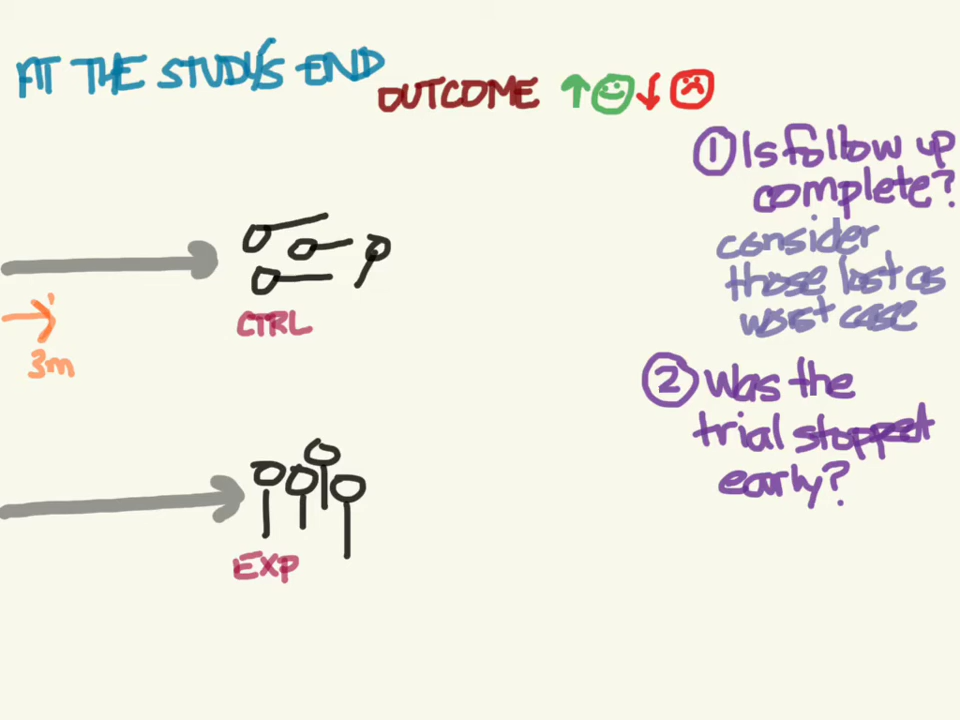 AT THE STUDY'S END
OUTCOME
① Is follow up
complete?
consider
those lost as
worst case
CTRL
3m
② Was the
trial stopped
early?
EXP